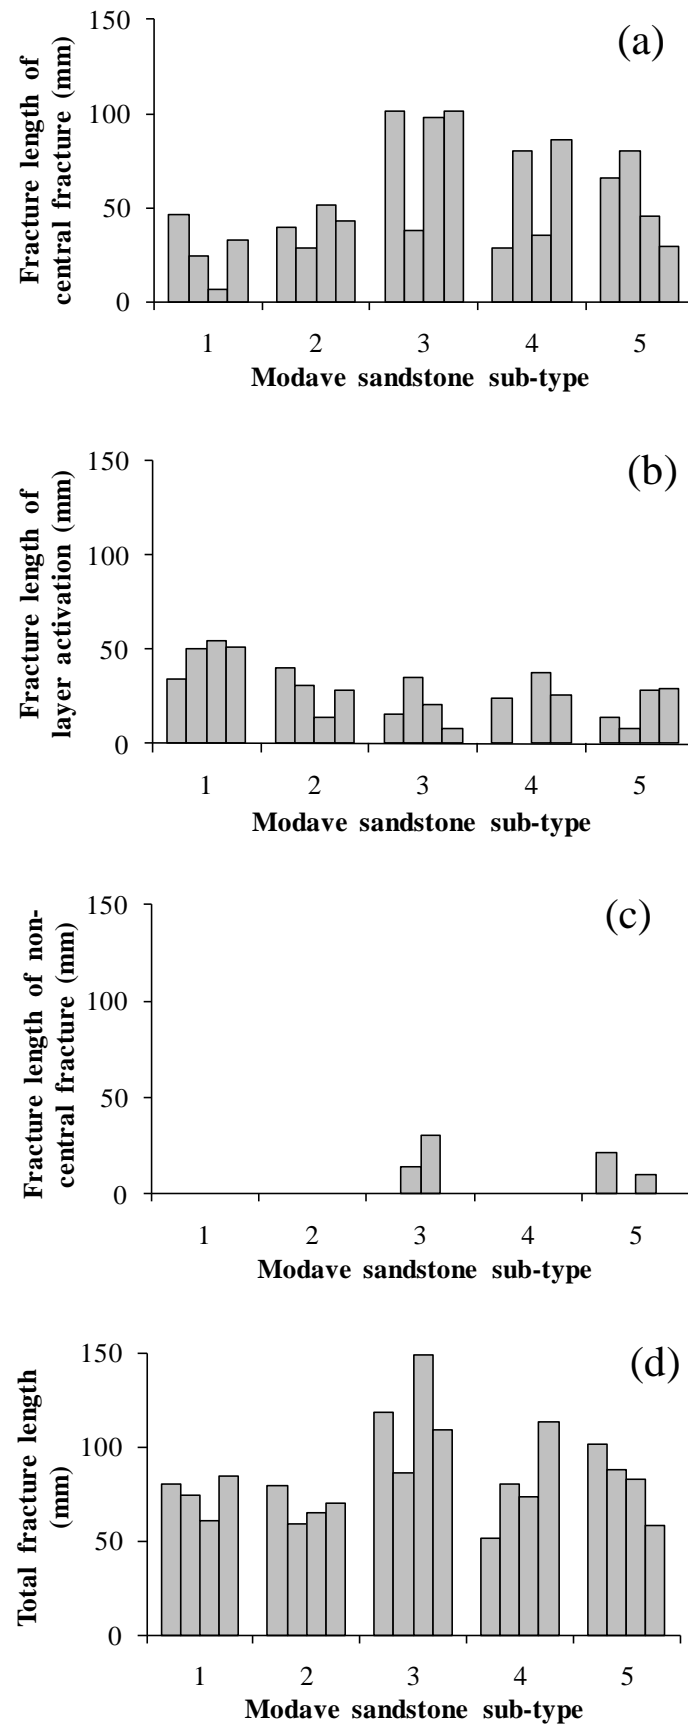 (a)
Fracture length of
central fracture (mm)
150
100
50
0
1 2 3 4 5
Modave sandstone sub-type
(b)
Fracture length of
layer activation (mm)
150
100
50
0
1 2 3 4 5
Modave sandstone sub-type
(c)
Fracture length of non-
central fracture (mm)
150
100
50
0
1 2 3 4 5
Modave sandstone sub-type
(d)
Total fracture length
(mm)
150
100
50
0
1 2 3 4 5
Modave sandstone sub-type